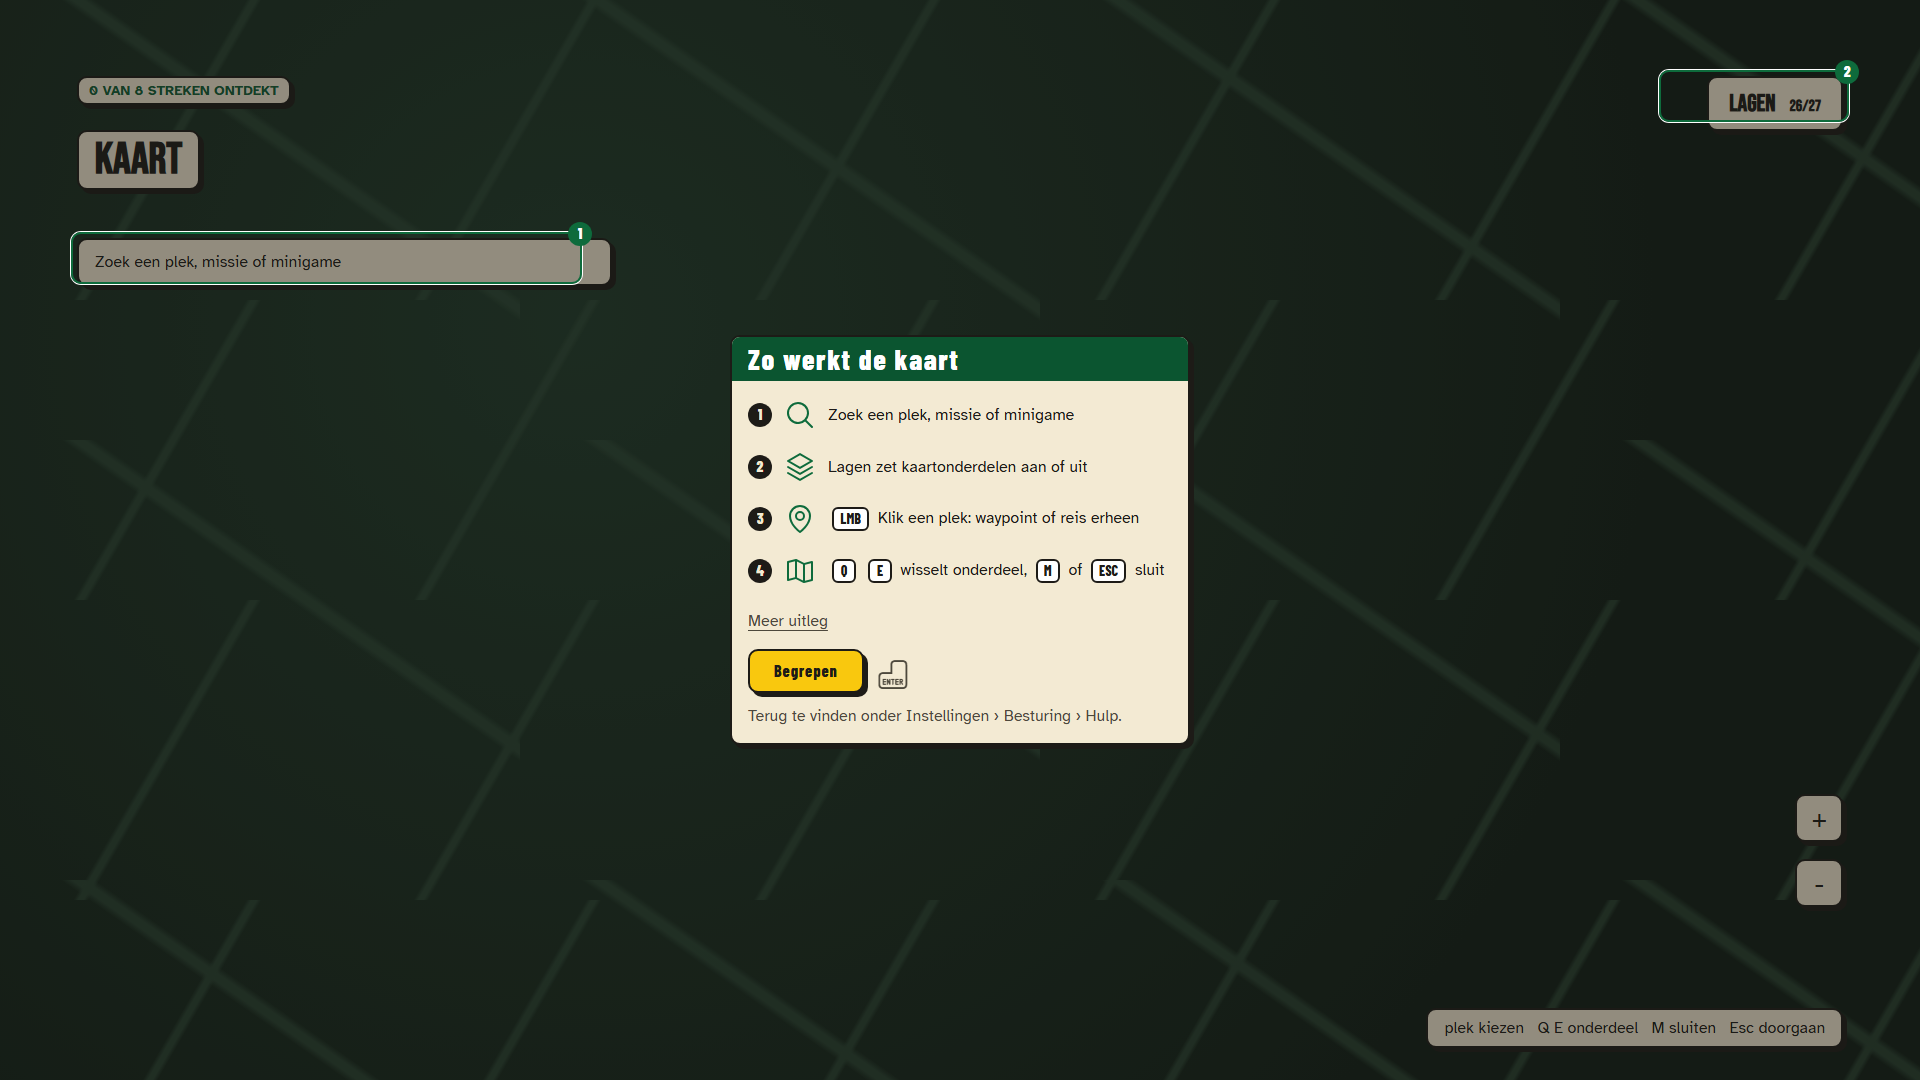 0 VAN 8 STREKEN ONTDEKT
KAART
1
Zoek een plek, missie of minigame
2
LAGEN 26/27
Zo werkt de kaart
1 Zoek een plek, missie of minigame
2 Lagen zet kaartonderdelen aan of uit
3 LMB Klik een plek: waypoint of reis erheen
4 Q E wisselt onderdeel, M of ESC sluit
Meer uitleg
Begrepen ENTER
Terug te vinden onder Instellingen › Besturing › Hulp.
+
-
plek kiezen Q E onderdeel M sluiten Esc doorgaan